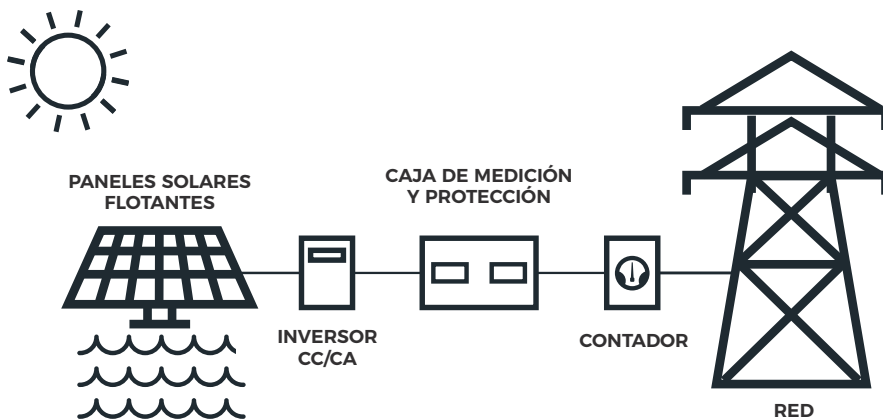 PANELES SOLARES
FLOTANTES
CAJA DE MEDICIÓN
Y PROTECCIÓN
INVERSOR
CC/CA
CONTADOR
RED